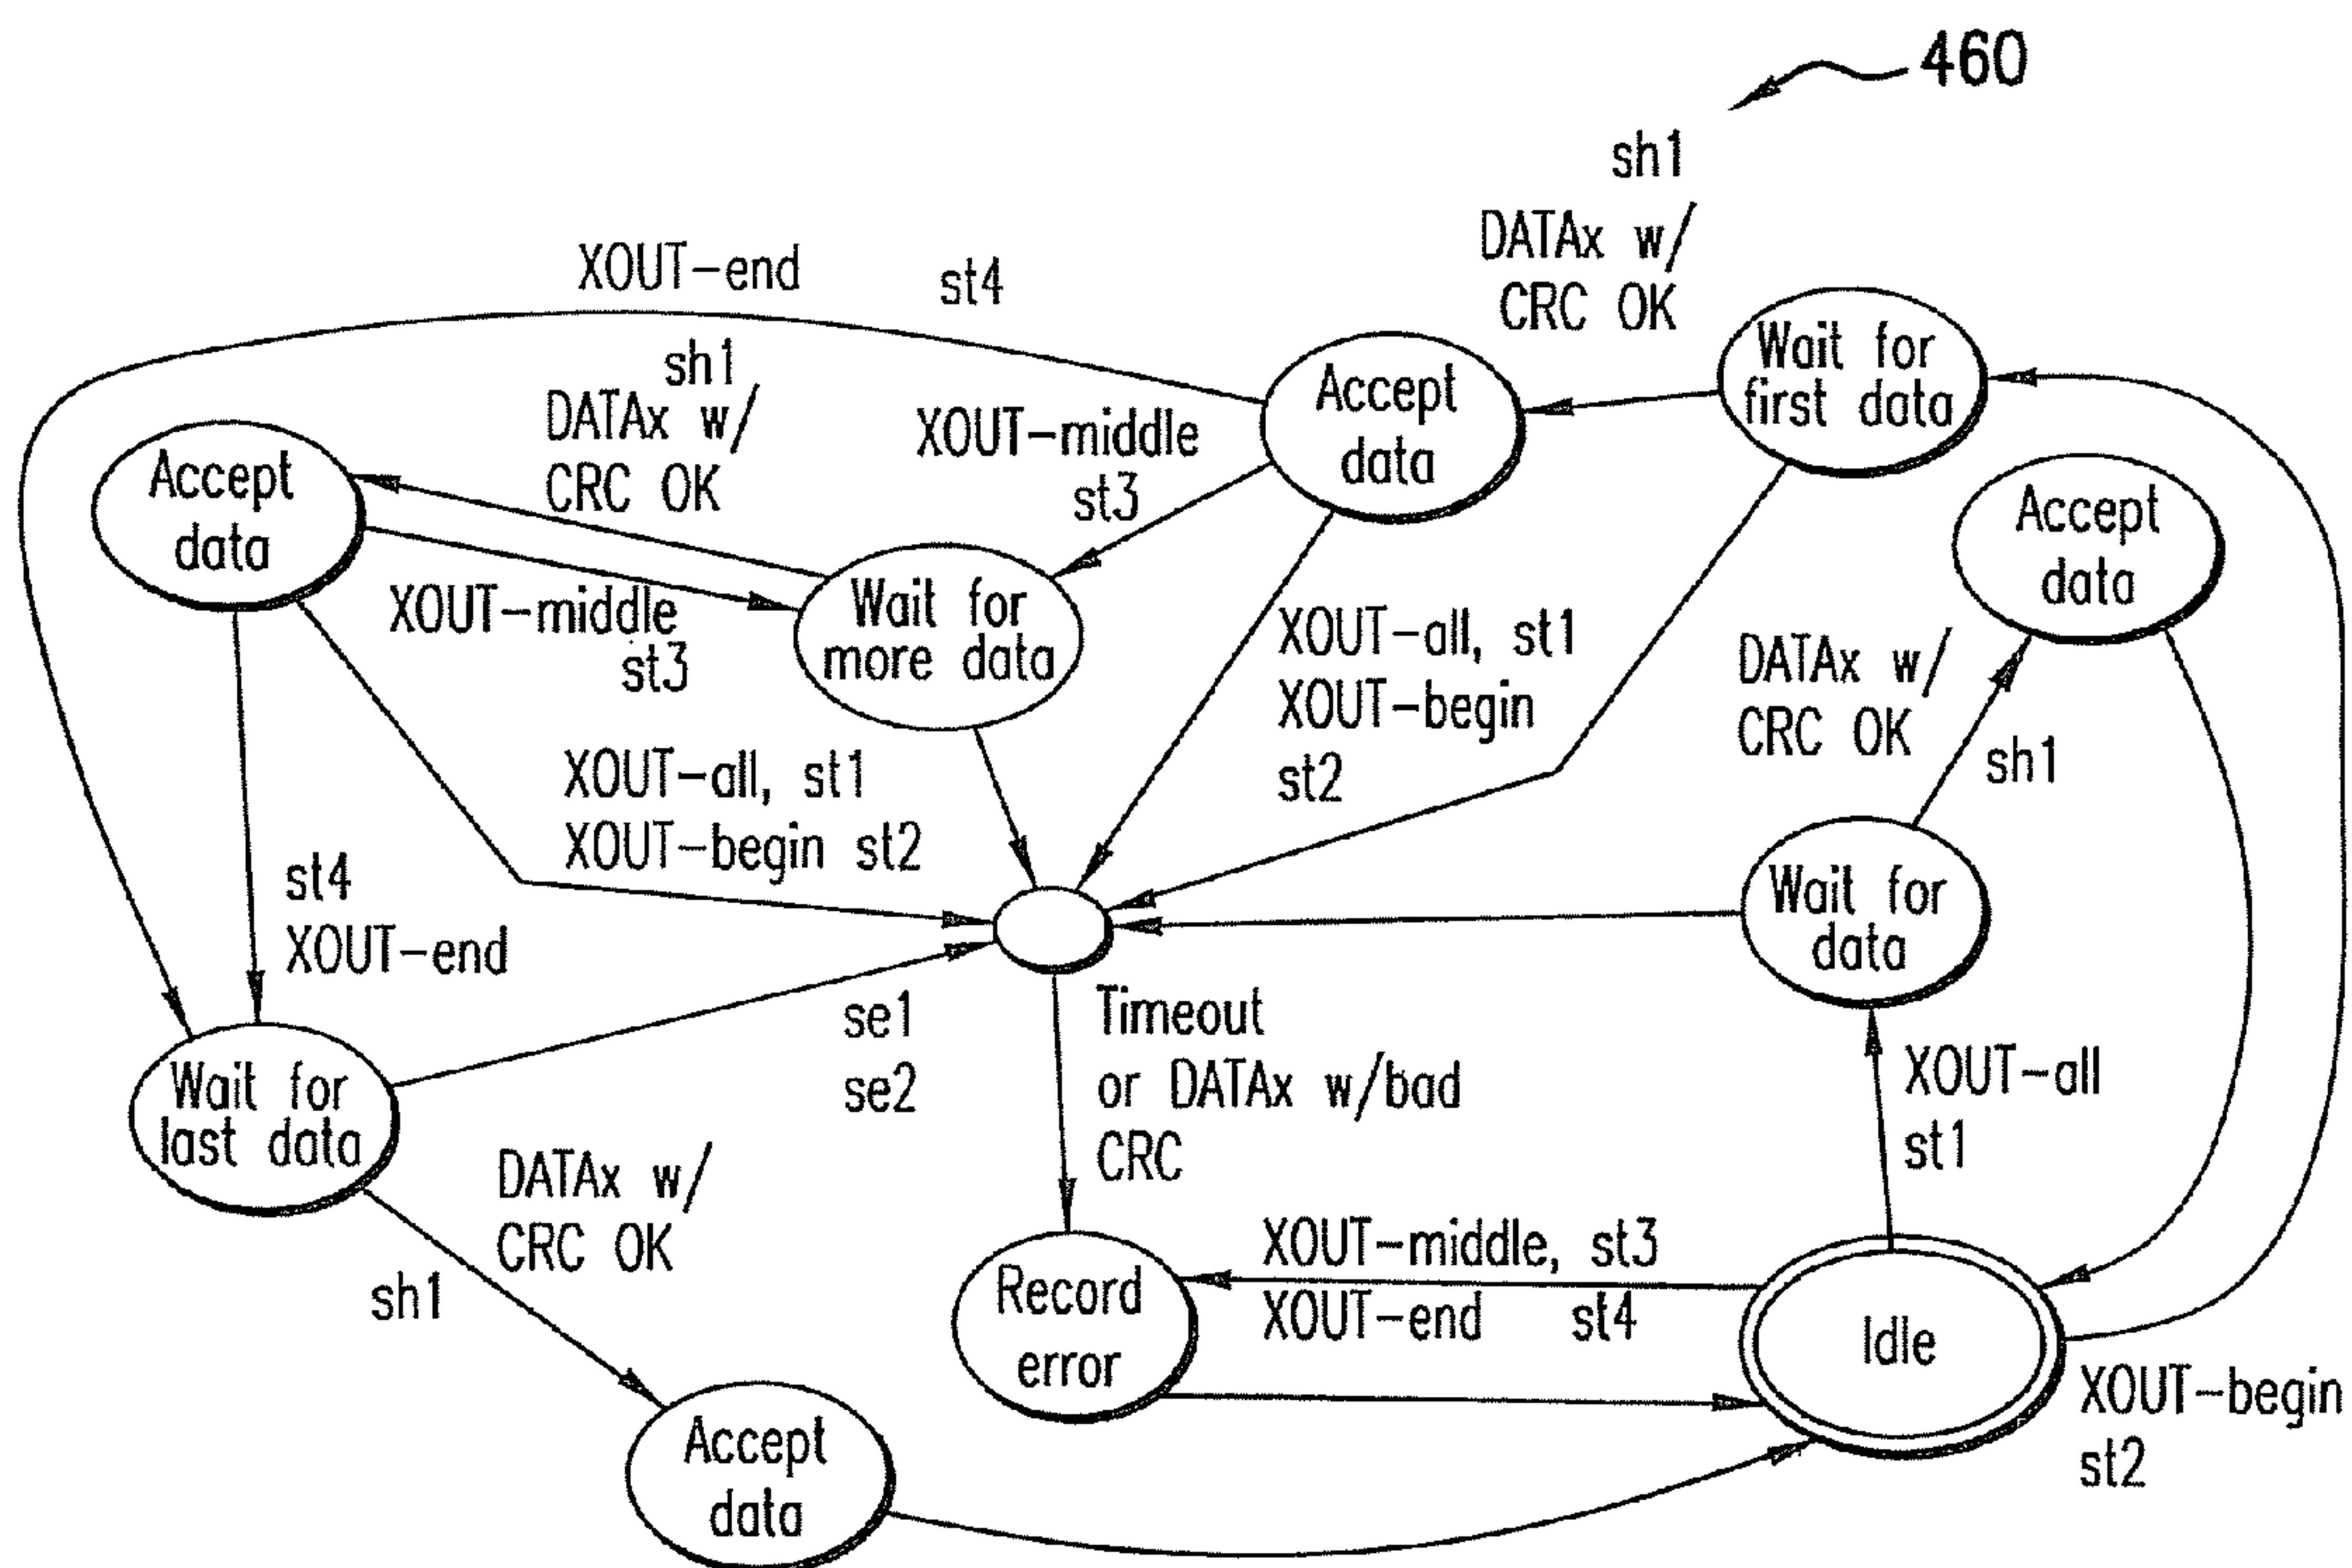 460
sh1
DATAx w/
CRC OK
XOUT-end st4
Wait for
first data
sh1
DATAx w/
CRC OK
XOUT-middle
st3
Accept
data
Accept
data
Accept
data
XOUT-middle
st3
Wait for
more data
XOUT-all, st1
XOUT-begin
st2
DATAx w/
CRC OK
sh1
XOUT-all, st1
XOUT-begin st2
st4
XOUT-end
Wait for
data
se1
se2
Timeout
or DATAx w/bad
CRC
XOUT-all
st1
Wait for
last data
DATAx w/
CRC OK
sh1
XOUT-middle, st3
XOUT-end st4
Record
error
Idle
XOUT-begin
st2
Accept
data